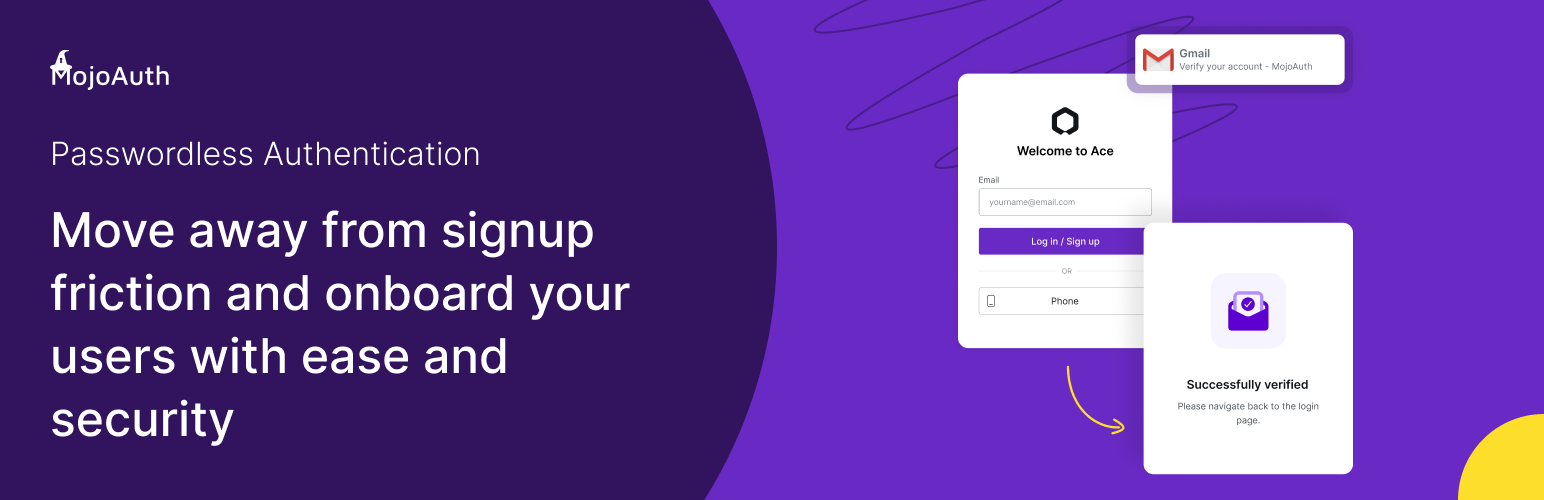 MojoAuth
Passwordless Authentication
Move away from signup
friction and onboard your
users with ease and
security
Gmail
Verify your account - MojoAuth
Welcome to Ace
Email
yourname@email.com
Log in / Sign up
OR
Phone
Successfully verified
Please navigate back to the login
page.